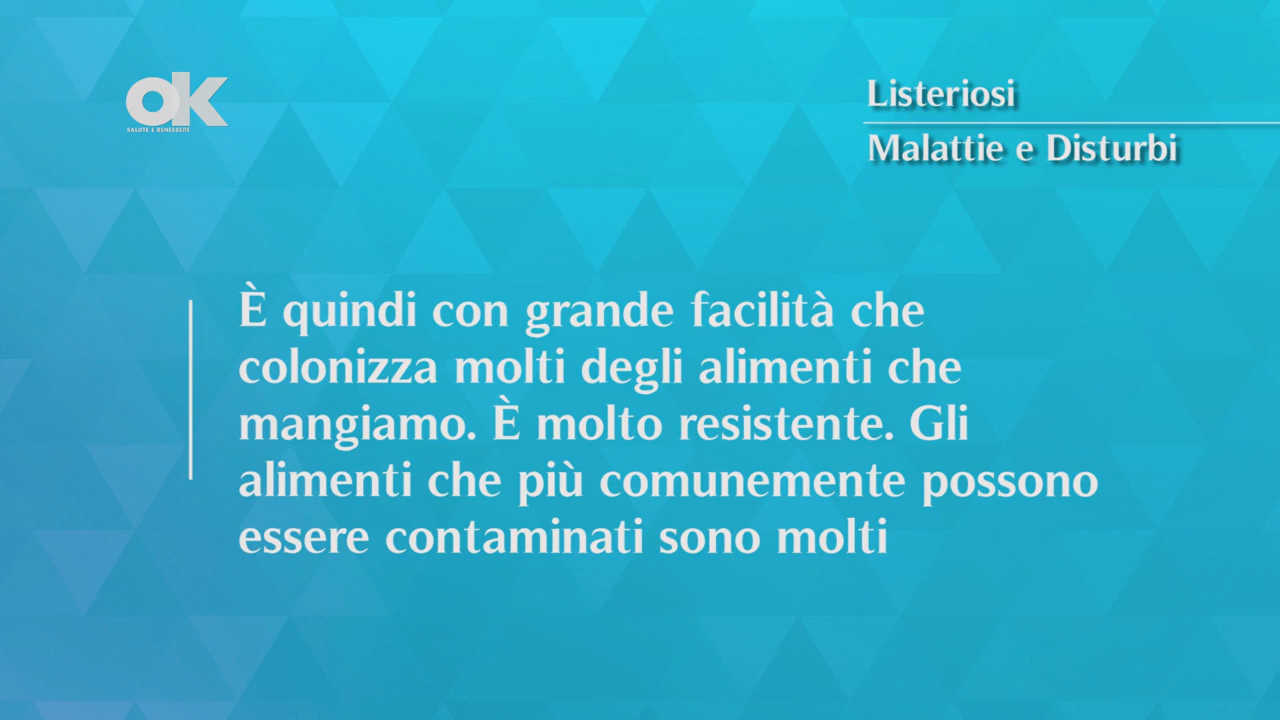 ok
SALUTE E BENESSERE
Listeriosi
Malattie e Disturbi
È quindi con grande facilità che
colonizza molti degli alimenti che
mangiamo. È molto resistente. Gli
alimenti che più comunemente possono
essere contaminati sono molti